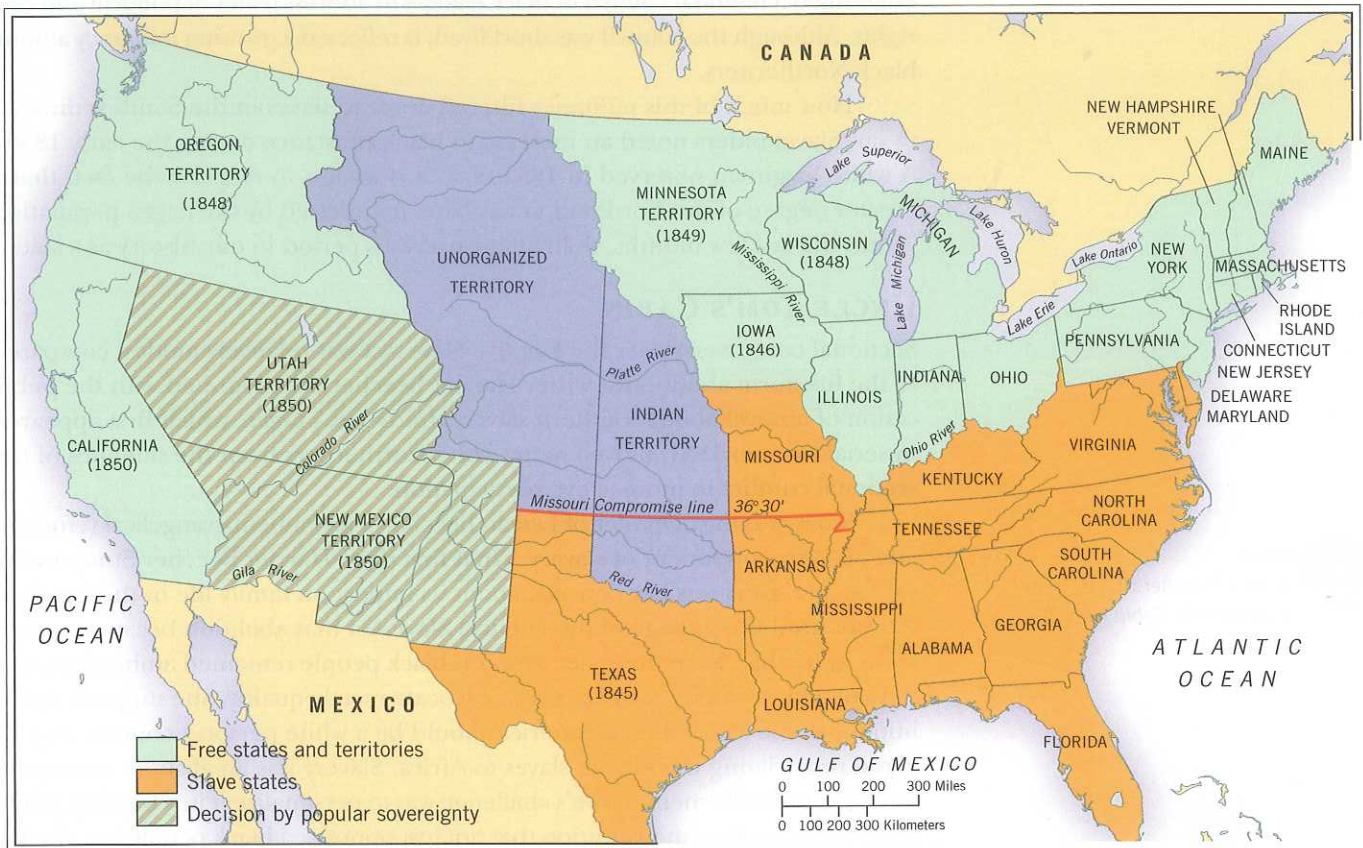 CANADA
NEW HAMPSHIRE
VERMONT
MAINE
OREGON
TERRITORY
(1848)
Lake Superior
MINNESOTA
TERRITORY
(1849)
MICHIGAN
Lake Huron
WISCONSIN
(1848)
Lake Michigan
Lake Ontario
NEW
YORK
UNORGANIZED
TERRITORY
Mississippi River
MASSACHUSETTS
Lake Erie
RHODE
ISLAND
IOWA
(1846)
PENNSYLVANIA
CONNECTICUT
NEW JERSEY
UTAH
TERRITORY
(1850)
Platte River
INDIANA
OHIO
ILLINOIS
DELAWARE
MARYLAND
INDIAN
TERRITORY
CALIFORNIA
(1850)
Colorado River
Ohio River
VIRGINIA
MISSOURI
KENTUCKY
Missouri Compromise line 36°30'
NORTH
CAROLINA
NEW MEXICO
TERRITORY
(1850)
TENNESSEE
SOUTH
CAROLINA
ARKANSAS
Gila River
Red River
PACIFIC
OCEAN
MISSISSIPPI
GEORGIA
ALABAMA
ATLANTIC
OCEAN
TEXAS
(1845)
MEXICO
LOUISIANA
FLORIDA
Free states and territories
Slave states
Decision by popular sovereignty
GULF OF MEXICO
0 100 200 300 Miles
0 100 200 300 Kilometers